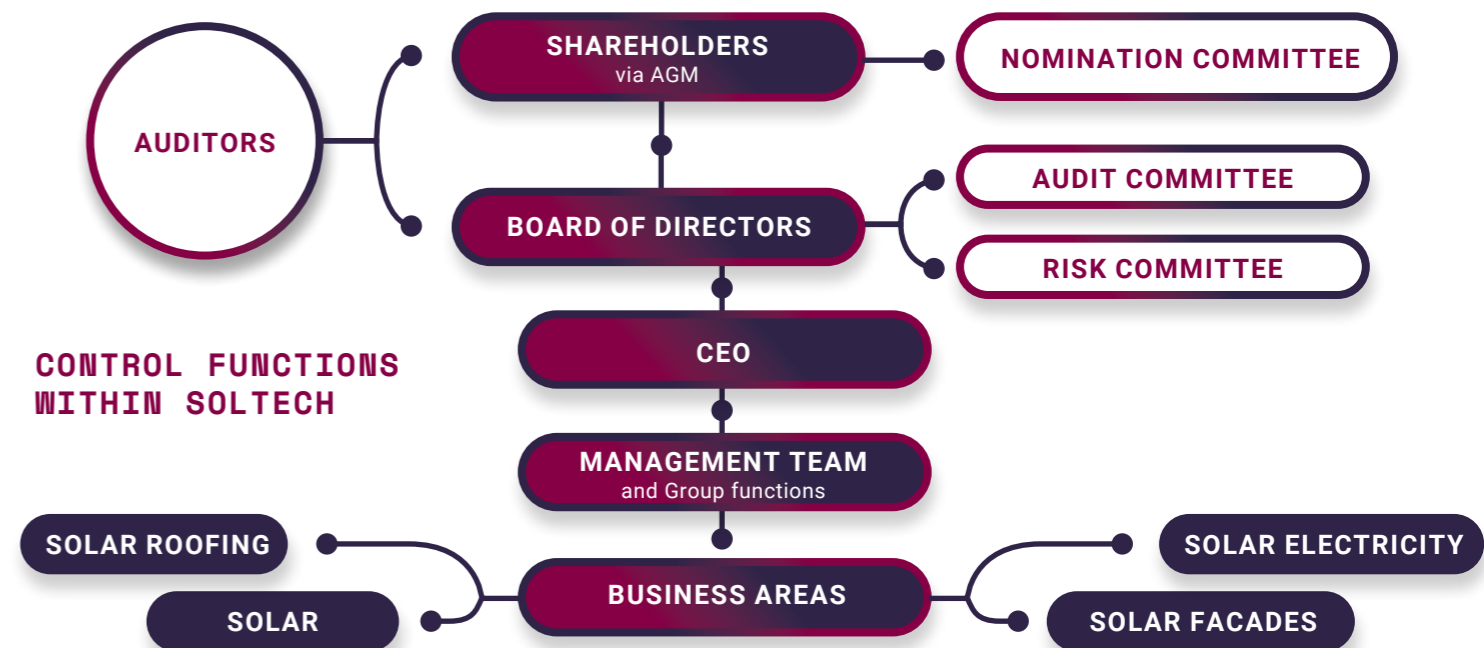 SHAREHOLDERS
via AGM
NOMINATION COMMITTEE
AUDITORS
AUDIT COMMITTEE
BOARD OF DIRECTORS
RISK COMMITTEE
CEO
CONTROL FUNCTIONS
WITHIN SOLTECH
MANAGEMENT TEAM
and Group functions
SOLAR ROOFING
SOLAR ELECTRICITY
BUSINESS AREAS
SOLAR
SOLAR FACADES